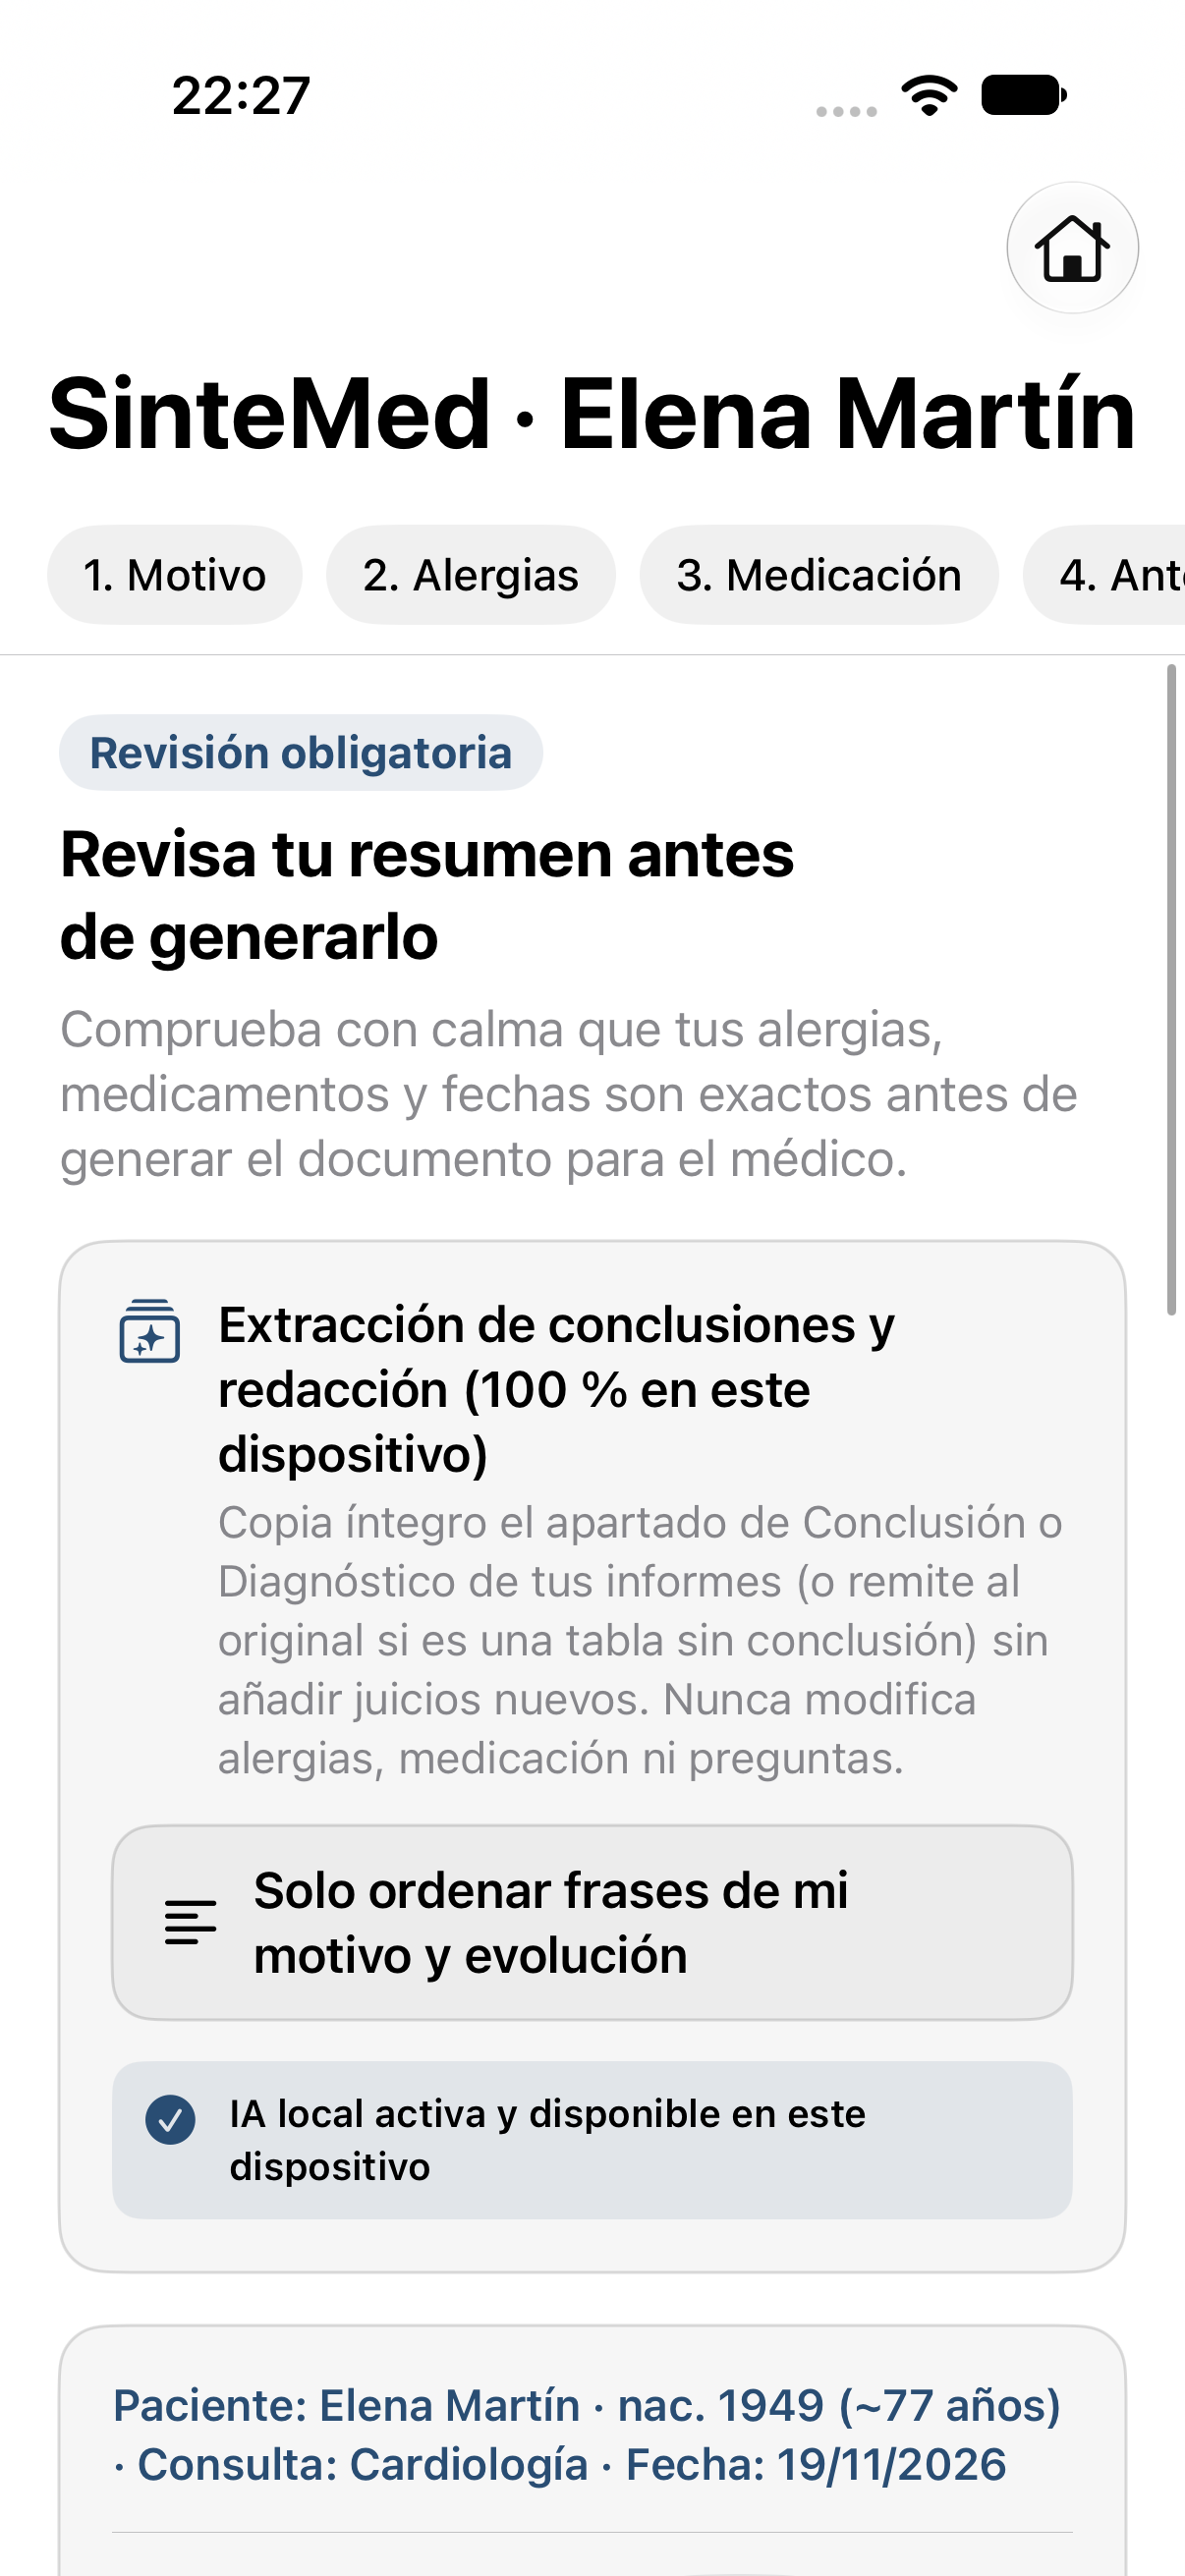 22:27
SinteMed · Elena Martín
1. Motivo
2. Alergias
3. Medicación
4. Ant
Revisión obligatoria
Revisa tu resumen antes
de generarlo
Comprueba con calma que tus alergias,
medicamentos y fechas son exactos antes de
generar el documento para el médico.
Extracción de conclusiones y
redacción (100 % en este
dispositivo)
Copia íntegro el apartado de Conclusión o
Diagnóstico de tus informes (o remite al
original si es una tabla sin conclusión) sin
añadir juicios nuevos. Nunca modifica
alergias, medicación ni preguntas.
Solo ordenar frases de mi
motivo y evolución
IA local activa y disponible en este
dispositivo
Paciente: Elena Martín · nac. 1949 (~77 años)
· Consulta: Cardiología · Fecha: 19/11/2026